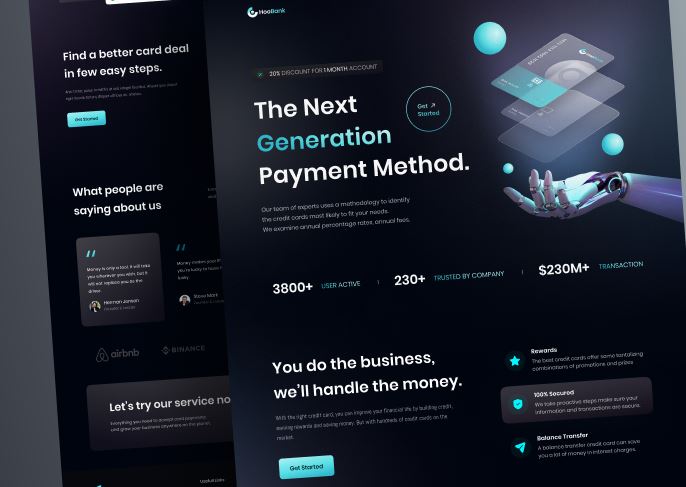 Find a better card deal
in few easy steps.
Get Started
What people are
saying about us
Money is only a tool. It will take
you wherever you wish, but it
will not replace you as the
driver.
Herman Jensen
Steve Mark
airbnb
BINANCE
Let's try our service no
Everything you need to accept card payments
and grow your business anywhere on the planet.
Useful Links
HooBank
20% DISCOUNT FOR 1 MONTH ACCOUNT
The Next
Generation
Payment Method.
Get ↗
Started
Our team of experts uses a methodology to identify
the credit cards most likely to fit your needs.
We examine annual percentage rates, annual fees.
3800+ USER ACTIVE
230+ TRUSTED BY COMPANY
$230M+ TRANSACTION
You do the business,
we'll handle the money.
With the right credit card, you can improve your financial life by building credit,
earning rewards and saving money. But with hundreds of credit cards on the
market.
Get Started
Rewards
The best credit cards offer some tantalizing
combinations of promotions and prizes
100% Secured
We take proactive steps make sure your
information and transactions are secure.
Balance Transfer
A balance transfer credit card can save
you a lot of money in interest charges.